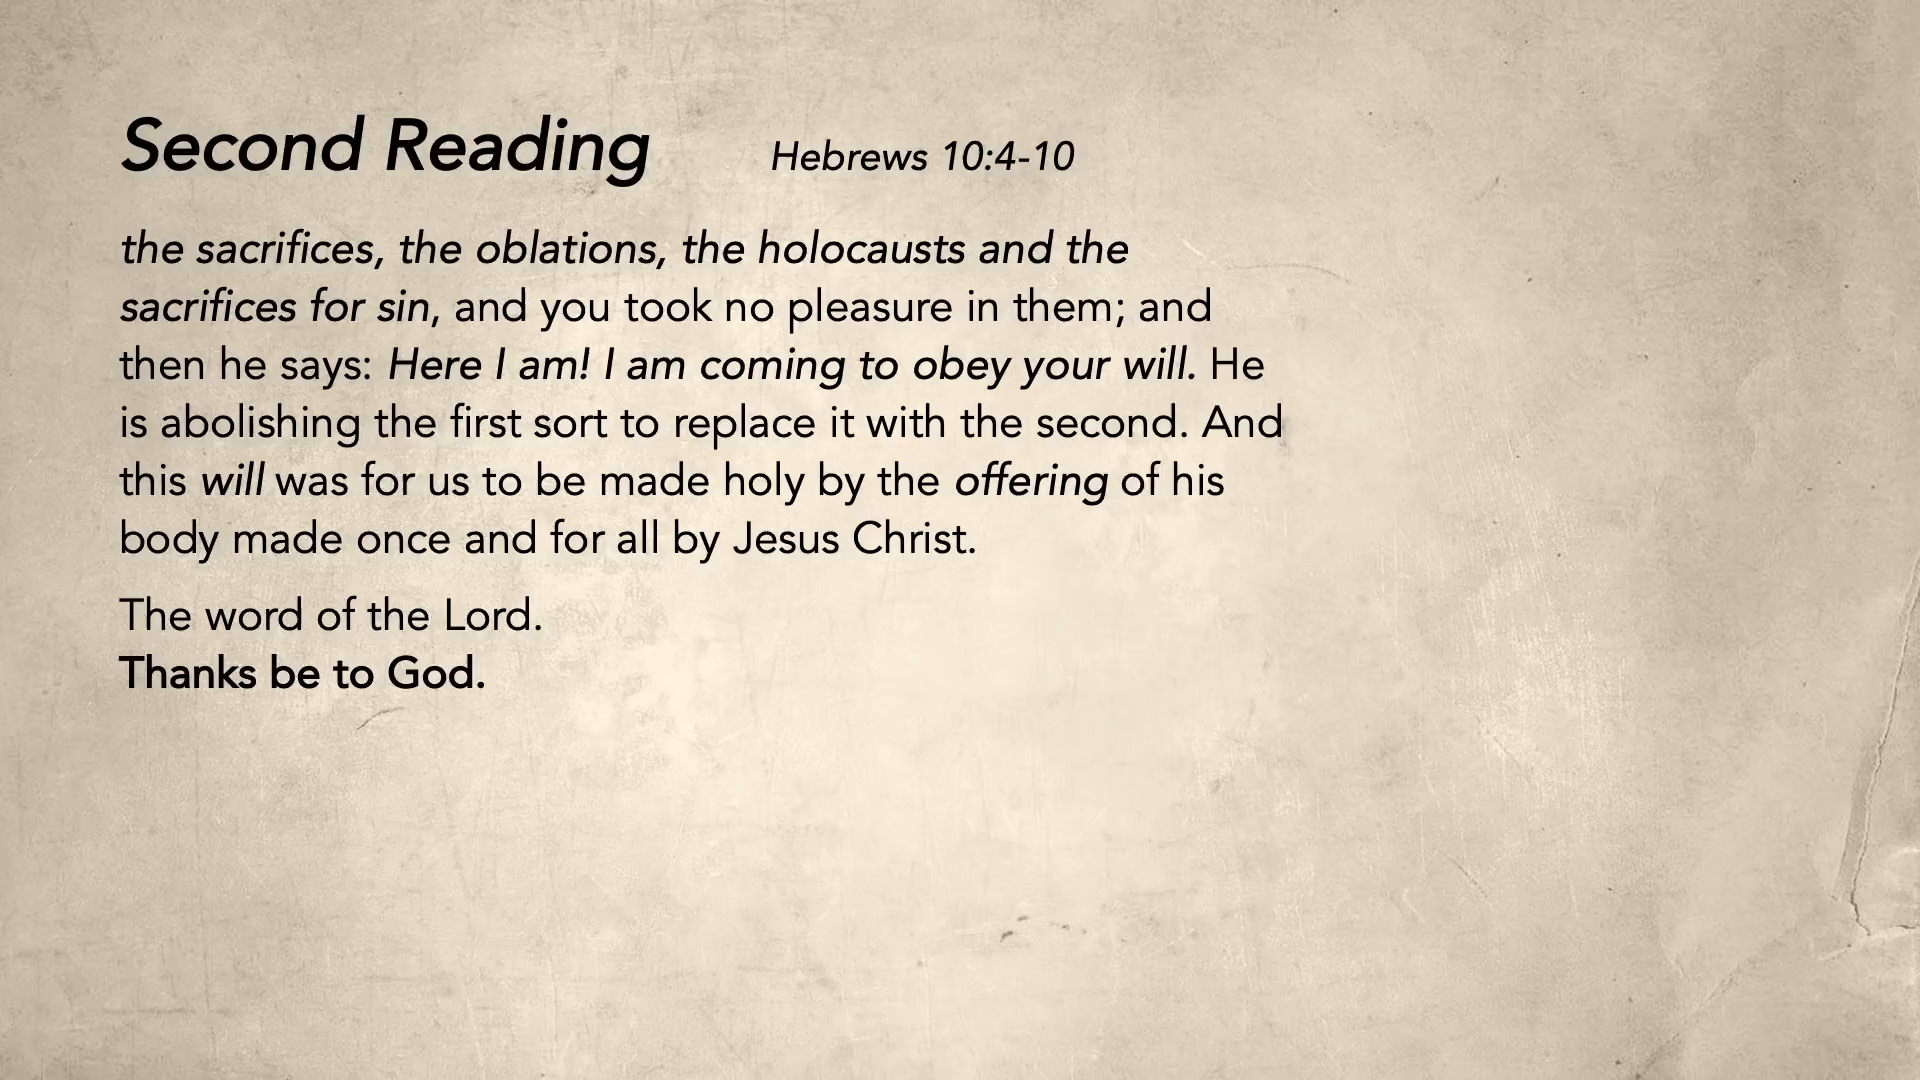 Second Reading Hebrews 10:4-10
the sacrifices, the oblations, the holocausts and the
sacrifices for sin, and you took no pleasure in them; and
then he says: Here I am! I am coming to obey your will. He
is abolishing the first sort to replace it with the second. And
this will was for us to be made holy by the offering of his
body made once and for all by Jesus Christ.
The word of the Lord.
Thanks be to God.